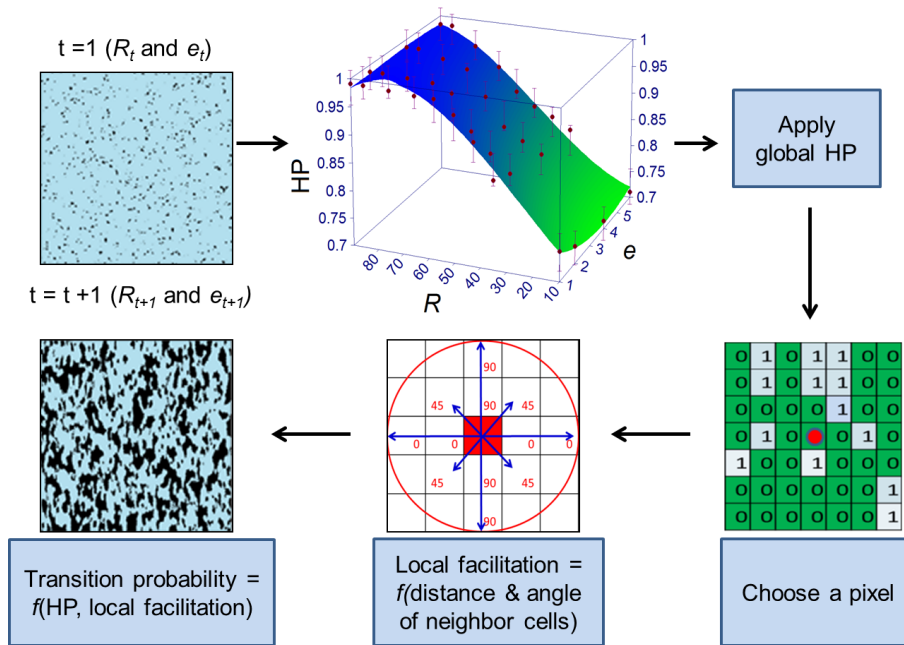 t =1 (Rt and et)
HP
1
0.95
0.9
0.85
0.8
0.75
0.7
80
70
60
50
40
30
20
10
R
1
2
3
4
5
e
1
0.95
0.9
0.85
0.8
0.75
0.7
Apply
global HP
t = t +1 (Rt+1 and et+1)
90
45 90 45
0 0 0 0
45 90 45
90
0 1 0 1 1 0 0
0 1 0 1 1 0 0
0 0 0 0 1 0 0
0 1 0 0 1 0
1 0 0 1 0 0 0
0 0 0 0 0 0 1
0 0 0 0 0 0 1
Transition probability =
f(HP, local facilitation)
Local facilitation =
f(distance & angle
of neighbor cells)
Choose a pixel